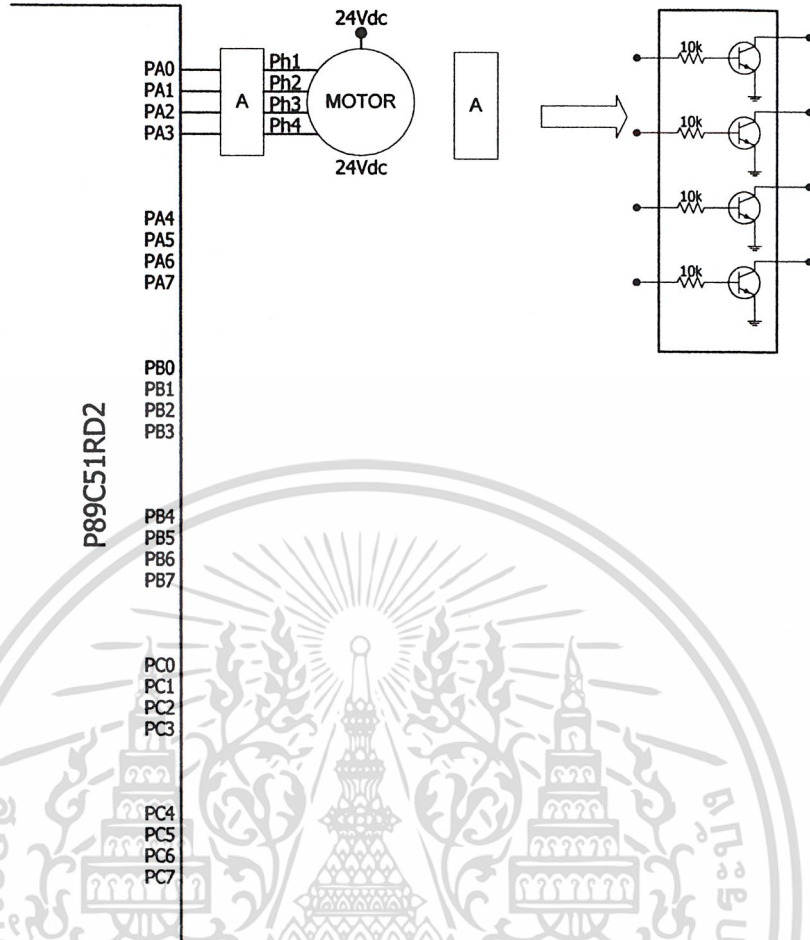 24Vdc
PA0
PA1
PA2
PA3
A
Ph1
Ph2
Ph3
Ph4
MOTOR
24Vdc
A
10k
10k
10k
10k
PA4
PA5
PA6
PA7
PB0
PB1
PB2
PB3
P89C51RD2
PB4
PB5
PB6
PB7
PC0
PC1
PC2
PC3
PC4
PC5
PC6
PC7